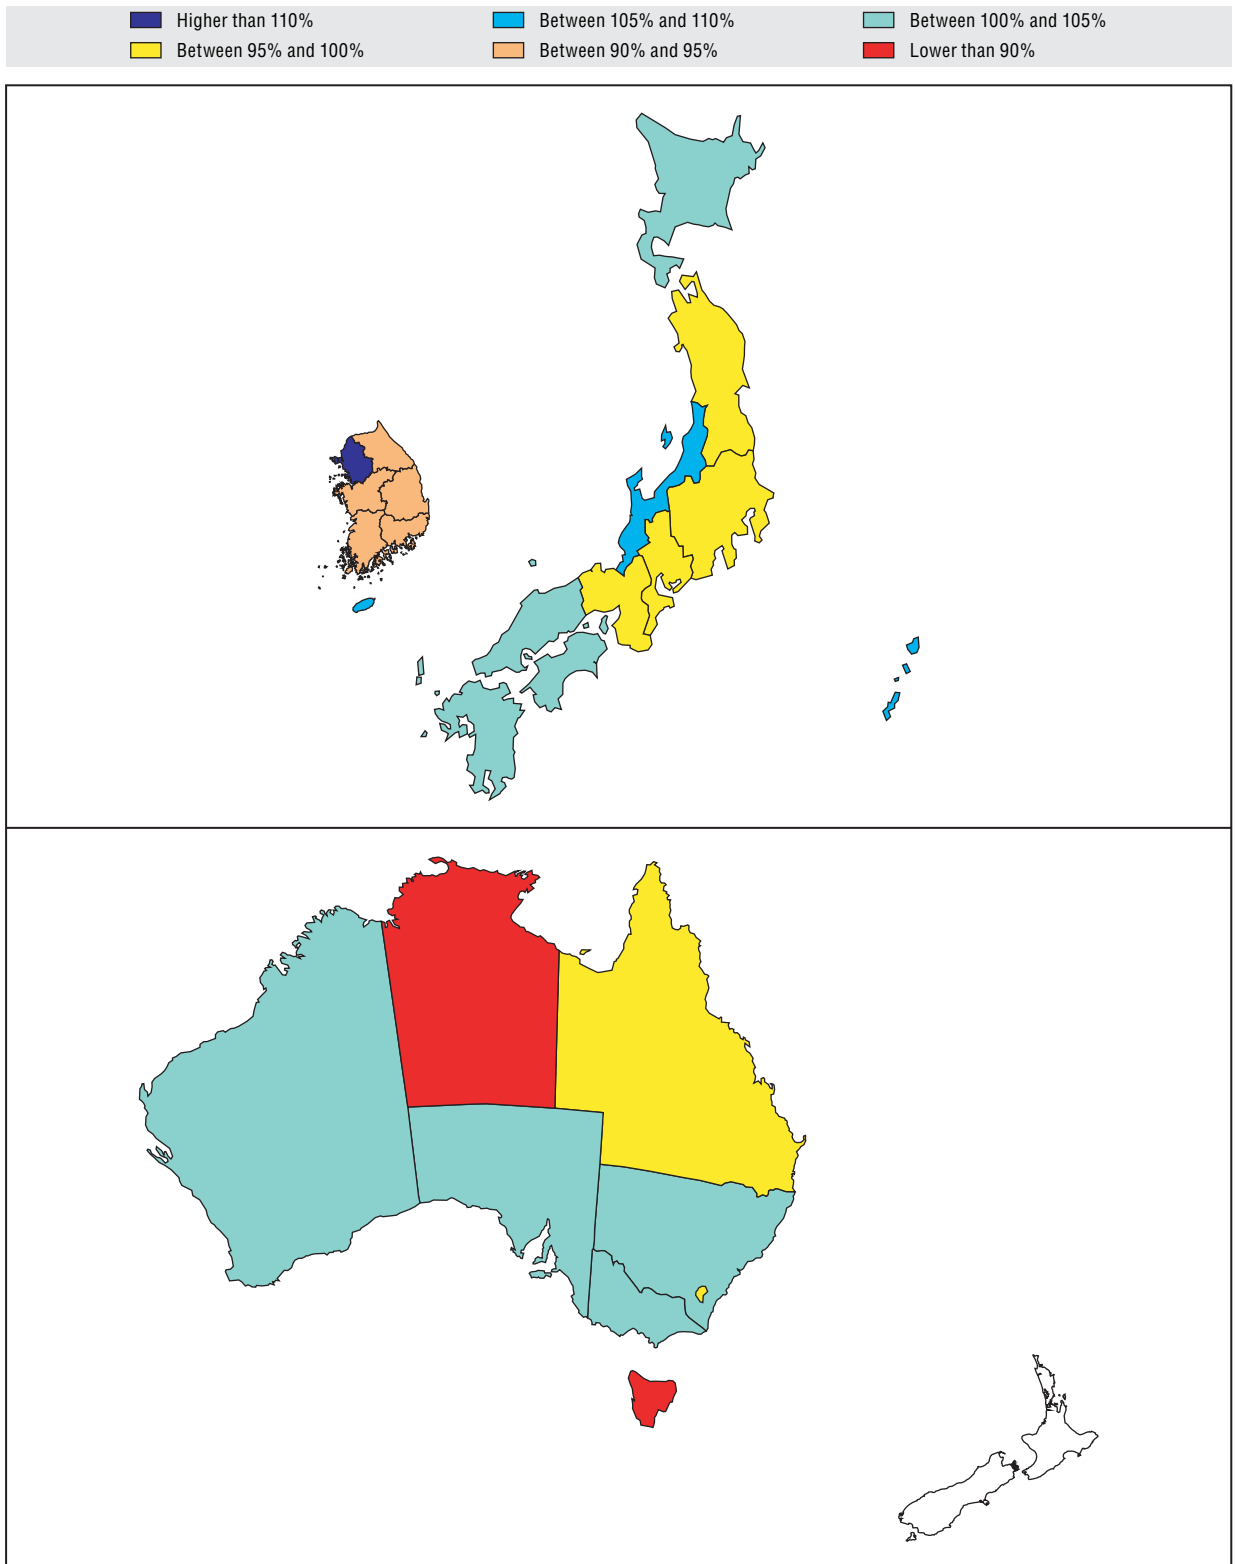 Higher than 110% Between 105% and 110% Between 100% and 105%
Between 95% and 100% Between 90% and 95% Lower than 90%